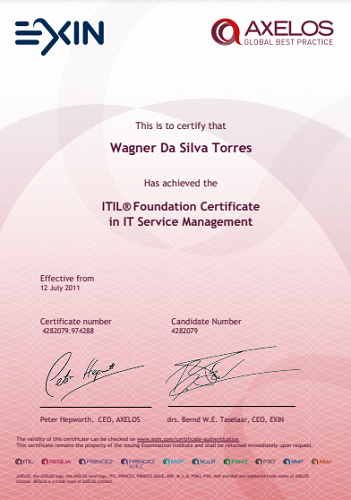 EXIN
AXELOS
GLOBAL BEST PRACTICE
This is to certify that
Wagner Da Silva Torres
Has achieved the
ITIL® Foundation Certificate
in IT Service Management
Effective from
12 July 2011
Certificate number
4282079.974288
Candidate Number
4282079
Peter Hepworth, CEO, AXELOS
drs. Bernd W.E. Taselaar, CEO, EXIN
The validity of this certificate can be checked on www.exin.com/certificate-authentication
This certificate remains the property of the issuing Examination Institute and shall be returned immediately upon request.
ITIL RESILIA PRINCE2 PRINCE2 AGILE MSP M_o_R P3M3 P3O MoP MoV